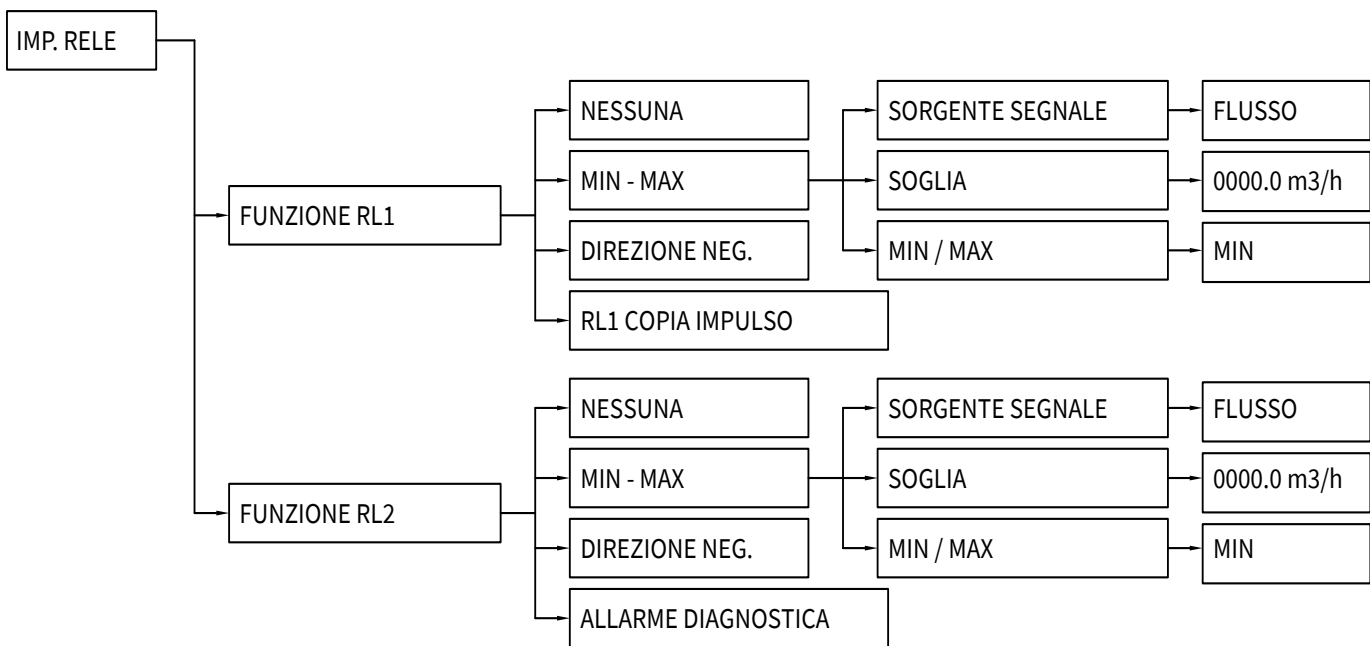 IMP. RELE
FUNZIONE RL1
NESSUNA
MIN - MAX
SORGENTE SEGNALE
FLUSSO
SOGLIA
0000.0 m3/h
MIN / MAX
MIN
DIREZIONE NEG.
RL1 COPIA IMPULSO
FUNZIONE RL2
NESSUNA
MIN - MAX
SORGENTE SEGNALE
FLUSSO
SOGLIA
0000.0 m3/h
MIN / MAX
MIN
DIREZIONE NEG.
ALLARME DIAGNOSTICA